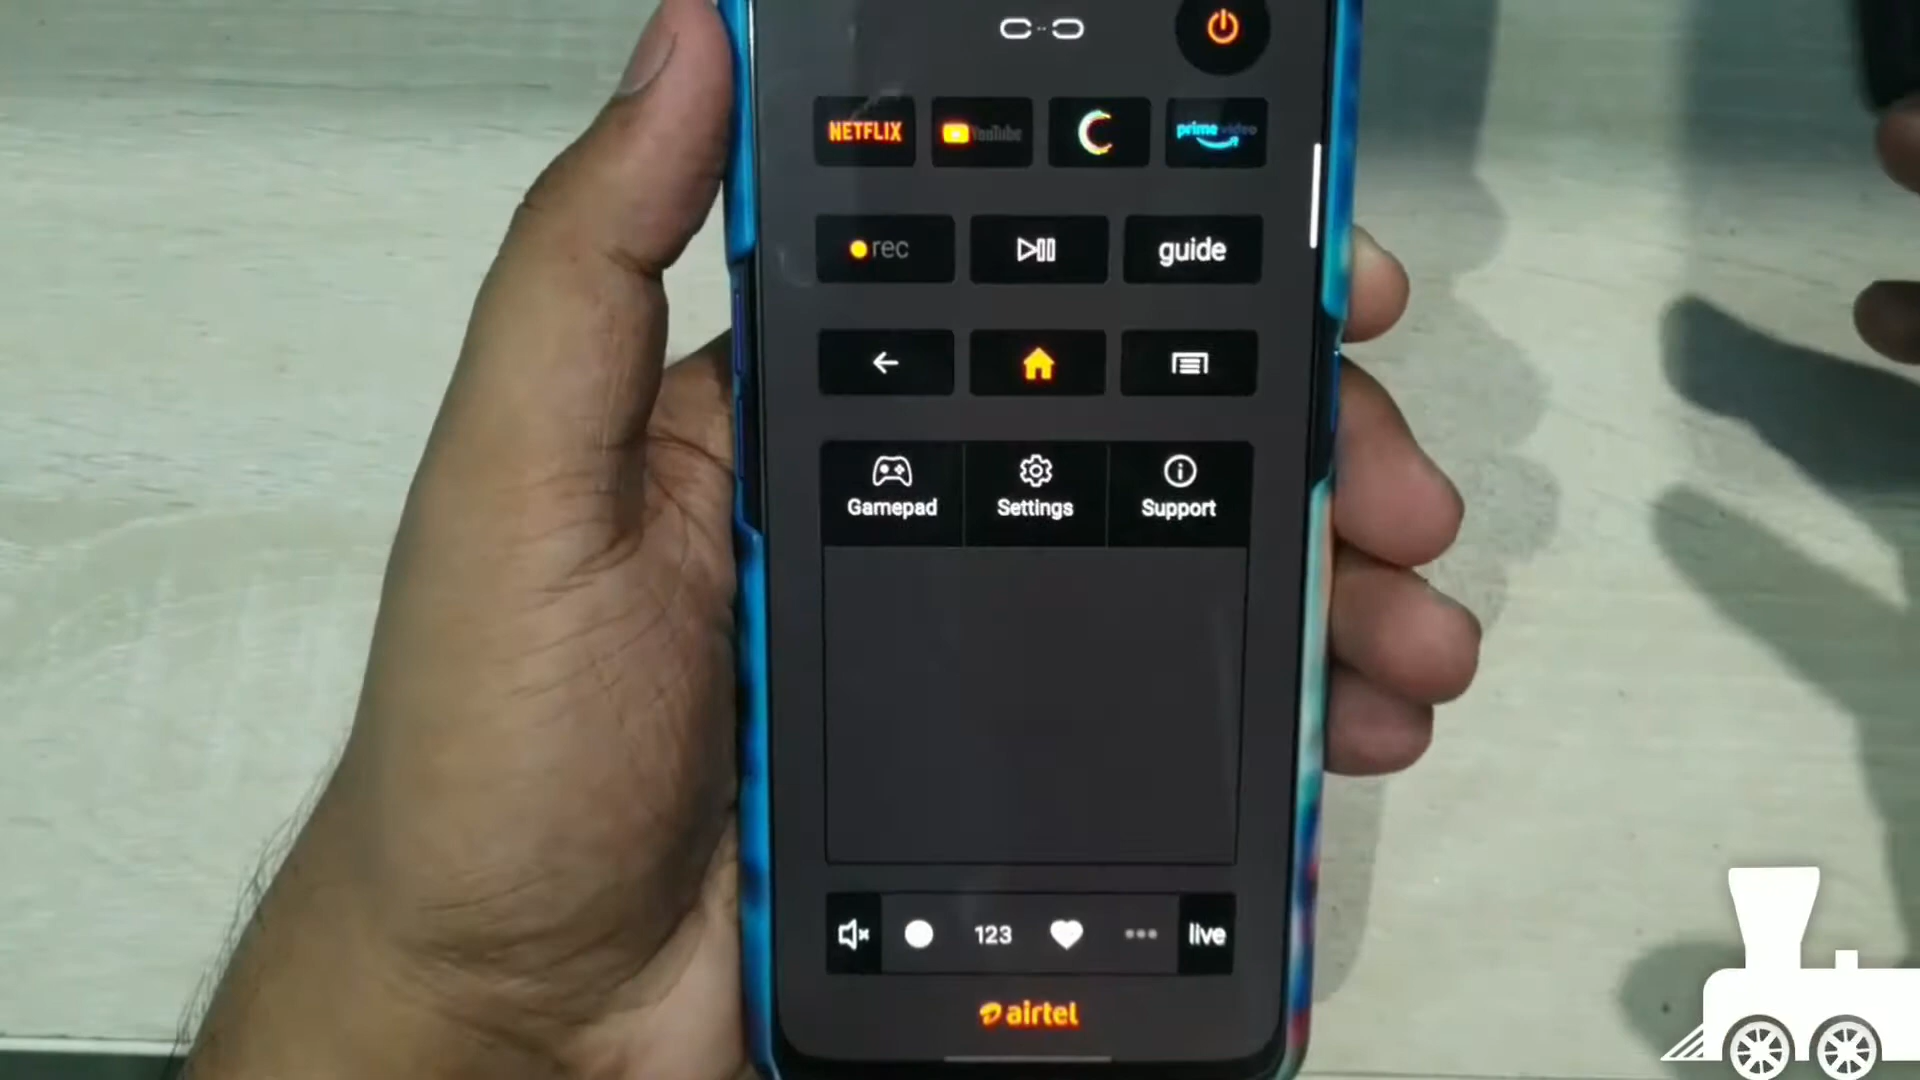 NETFLIX
YouTube
prime video
rec
guide
Gamepad
Settings
Support
123
live
airtel